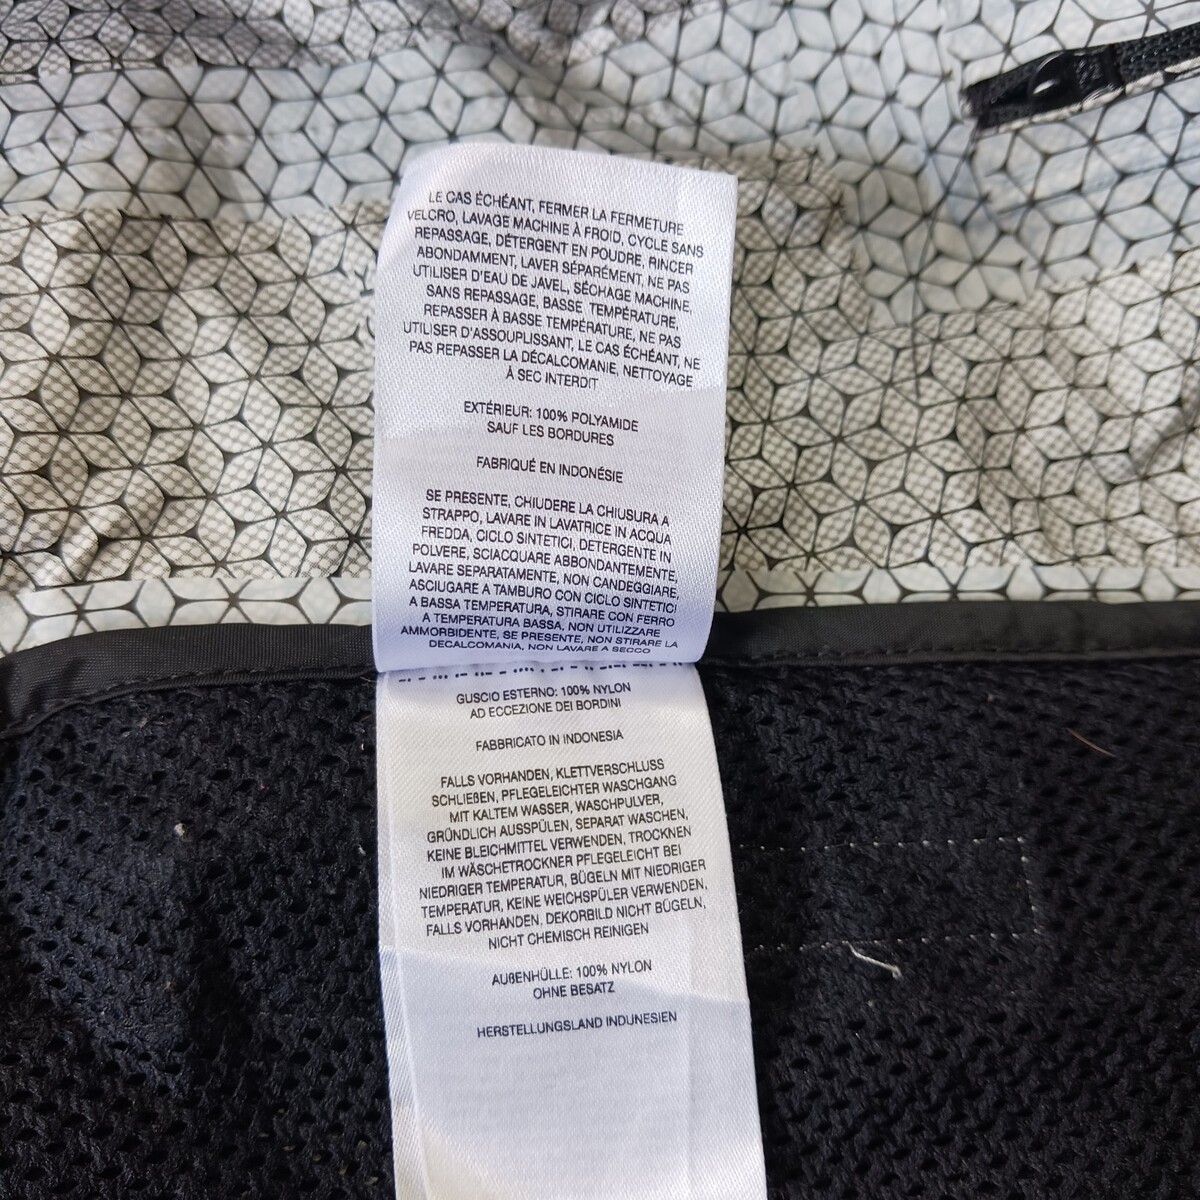 LE CAS ÉCHÉANT, FERMER LA FERMETURE
VELCRO, LAVAGE MACHINE À FROID, CYCLE SANS
REPASSAGE, DÉTERGENT EN POUDRE, RINCER
ABONDAMMENT, LAVER SÉPARÉMENT, NE PAS
UTILISER D'EAU DE JAVEL, SÉCHAGE MACHINE,
SANS REPASSAGE, BASSE TEMPÉRATURE,
REPASSER À BASSE TEMPÉRATURE, NE PAS
UTILISER D'ASSOUPLISSANT, LE CAS ÉCHÉANT, NE
PAS REPASSER LA DÉCALCOMANIE, NETTOYAGE
À SEC INTERDIT
EXTÉRIEUR: 100% POLYAMIDE
SAUF LES BORDURES
FABRIQUÉ EN INDONÉSIE
SE PRESENTE, CHIUDERE LA CHIUSURA A
STRAPPO, LAVARE IN LAVATRICE IN ACQUA
FREDDA, CICLO SINTETICI, DETERGENTE IN
POLVERE, SCIACQUARE ABBONDANTEMENTE,
LAVARE SEPARATAMENTE, NON CANDEGGIARE,
ASCIUGARE A TAMBURO CON CICLO SINTETICI
A BASSA TEMPERATURA, STIRARE CON FERRO
A TEMPERATURA BASSA, NON UTILIZZARE
AMMORBIDENTE, SE PRESENTE, NON STIRARE LA
DECALCOMANIA, NON LAVARE A SECCO
GUSCIO ESTERNO: 100% NYLON
AD ECCEZIONE DEI BORDINI
FABBRICATO IN INDONESIA
FALLS VORHANDEN, KLETTVERSCHLUSS
SCHLIEßEN, PFLEGELEICHTER WASCHGANG
MIT KALTEM WASSER, WASCHPULVER,
GRÜNDLICH AUSSPÜLEN, SEPARAT WASCHEN,
KEINE BLEICHMITTEL VERWENDEN, TROCKNEN
IM WÄSCHETROCKNER PFLEGELEICHT BEI
NIEDRIGER TEMPERATUR, BÜGELN MIT NIEDRIGER
TEMPERATUR, KEINE WEICHSPÜLER VERWENDEN,
FALLS VORHANDEN, DEKORBILD NICHT BÜGELN,
NICHT CHEMISCH REINIGEN
AUßENHÜLLE: 100% NYLON
OHNE BESATZ
HERSTELLUNGSLAND INDUNESIEN